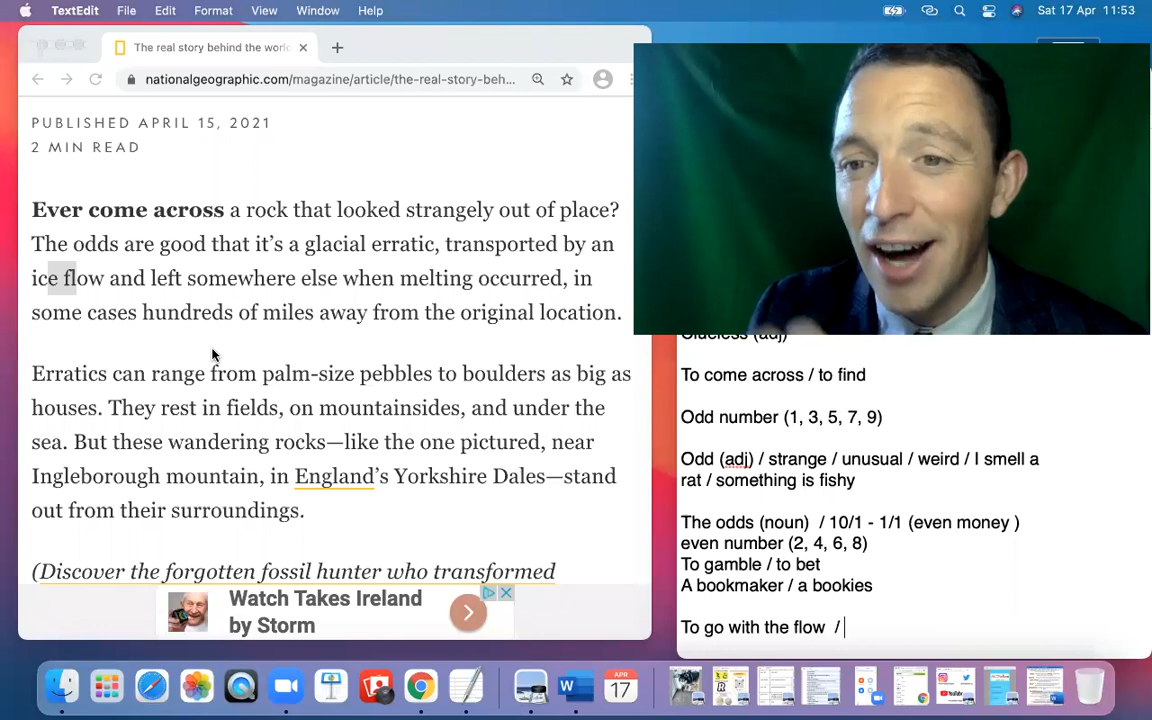 TextEdit File Edit Format View Window Help
Sat 17 Apr 11:53
The real story behind the world
nationalgeographic.com/magazine/article/the-real-story-beh...
PUBLISHED APRIL 15, 2021
2 MIN READ
Ever come across a rock that looked strangely out of place?
The odds are good that it’s a glacial erratic, transported by an
ice flow and left somewhere else when melting occurred, in
some cases hundreds of miles away from the original location.
Erratics can range from palm-size pebbles to boulders as big as
houses. They rest in fields, on mountainsides, and under the
sea. But these wandering rocks—like the one pictured, near
Ingleborough mountain, in England’s Yorkshire Dales—stand
out from their surroundings.
(Discover the forgotten fossil hunter who transformed
Watch Takes Ireland
by Storm
Clueless (adj)
To come across / to find
Odd number (1, 3, 5, 7, 9)
Odd (adj) / strange / unusual / weird / I smell a
rat / something is fishy
The odds (noun) / 10/1 - 1/1 (even money )
even number (2, 4, 6, 8)
To gamble / to bet
A bookmaker / a bookies
To go with the flow /
APR
17